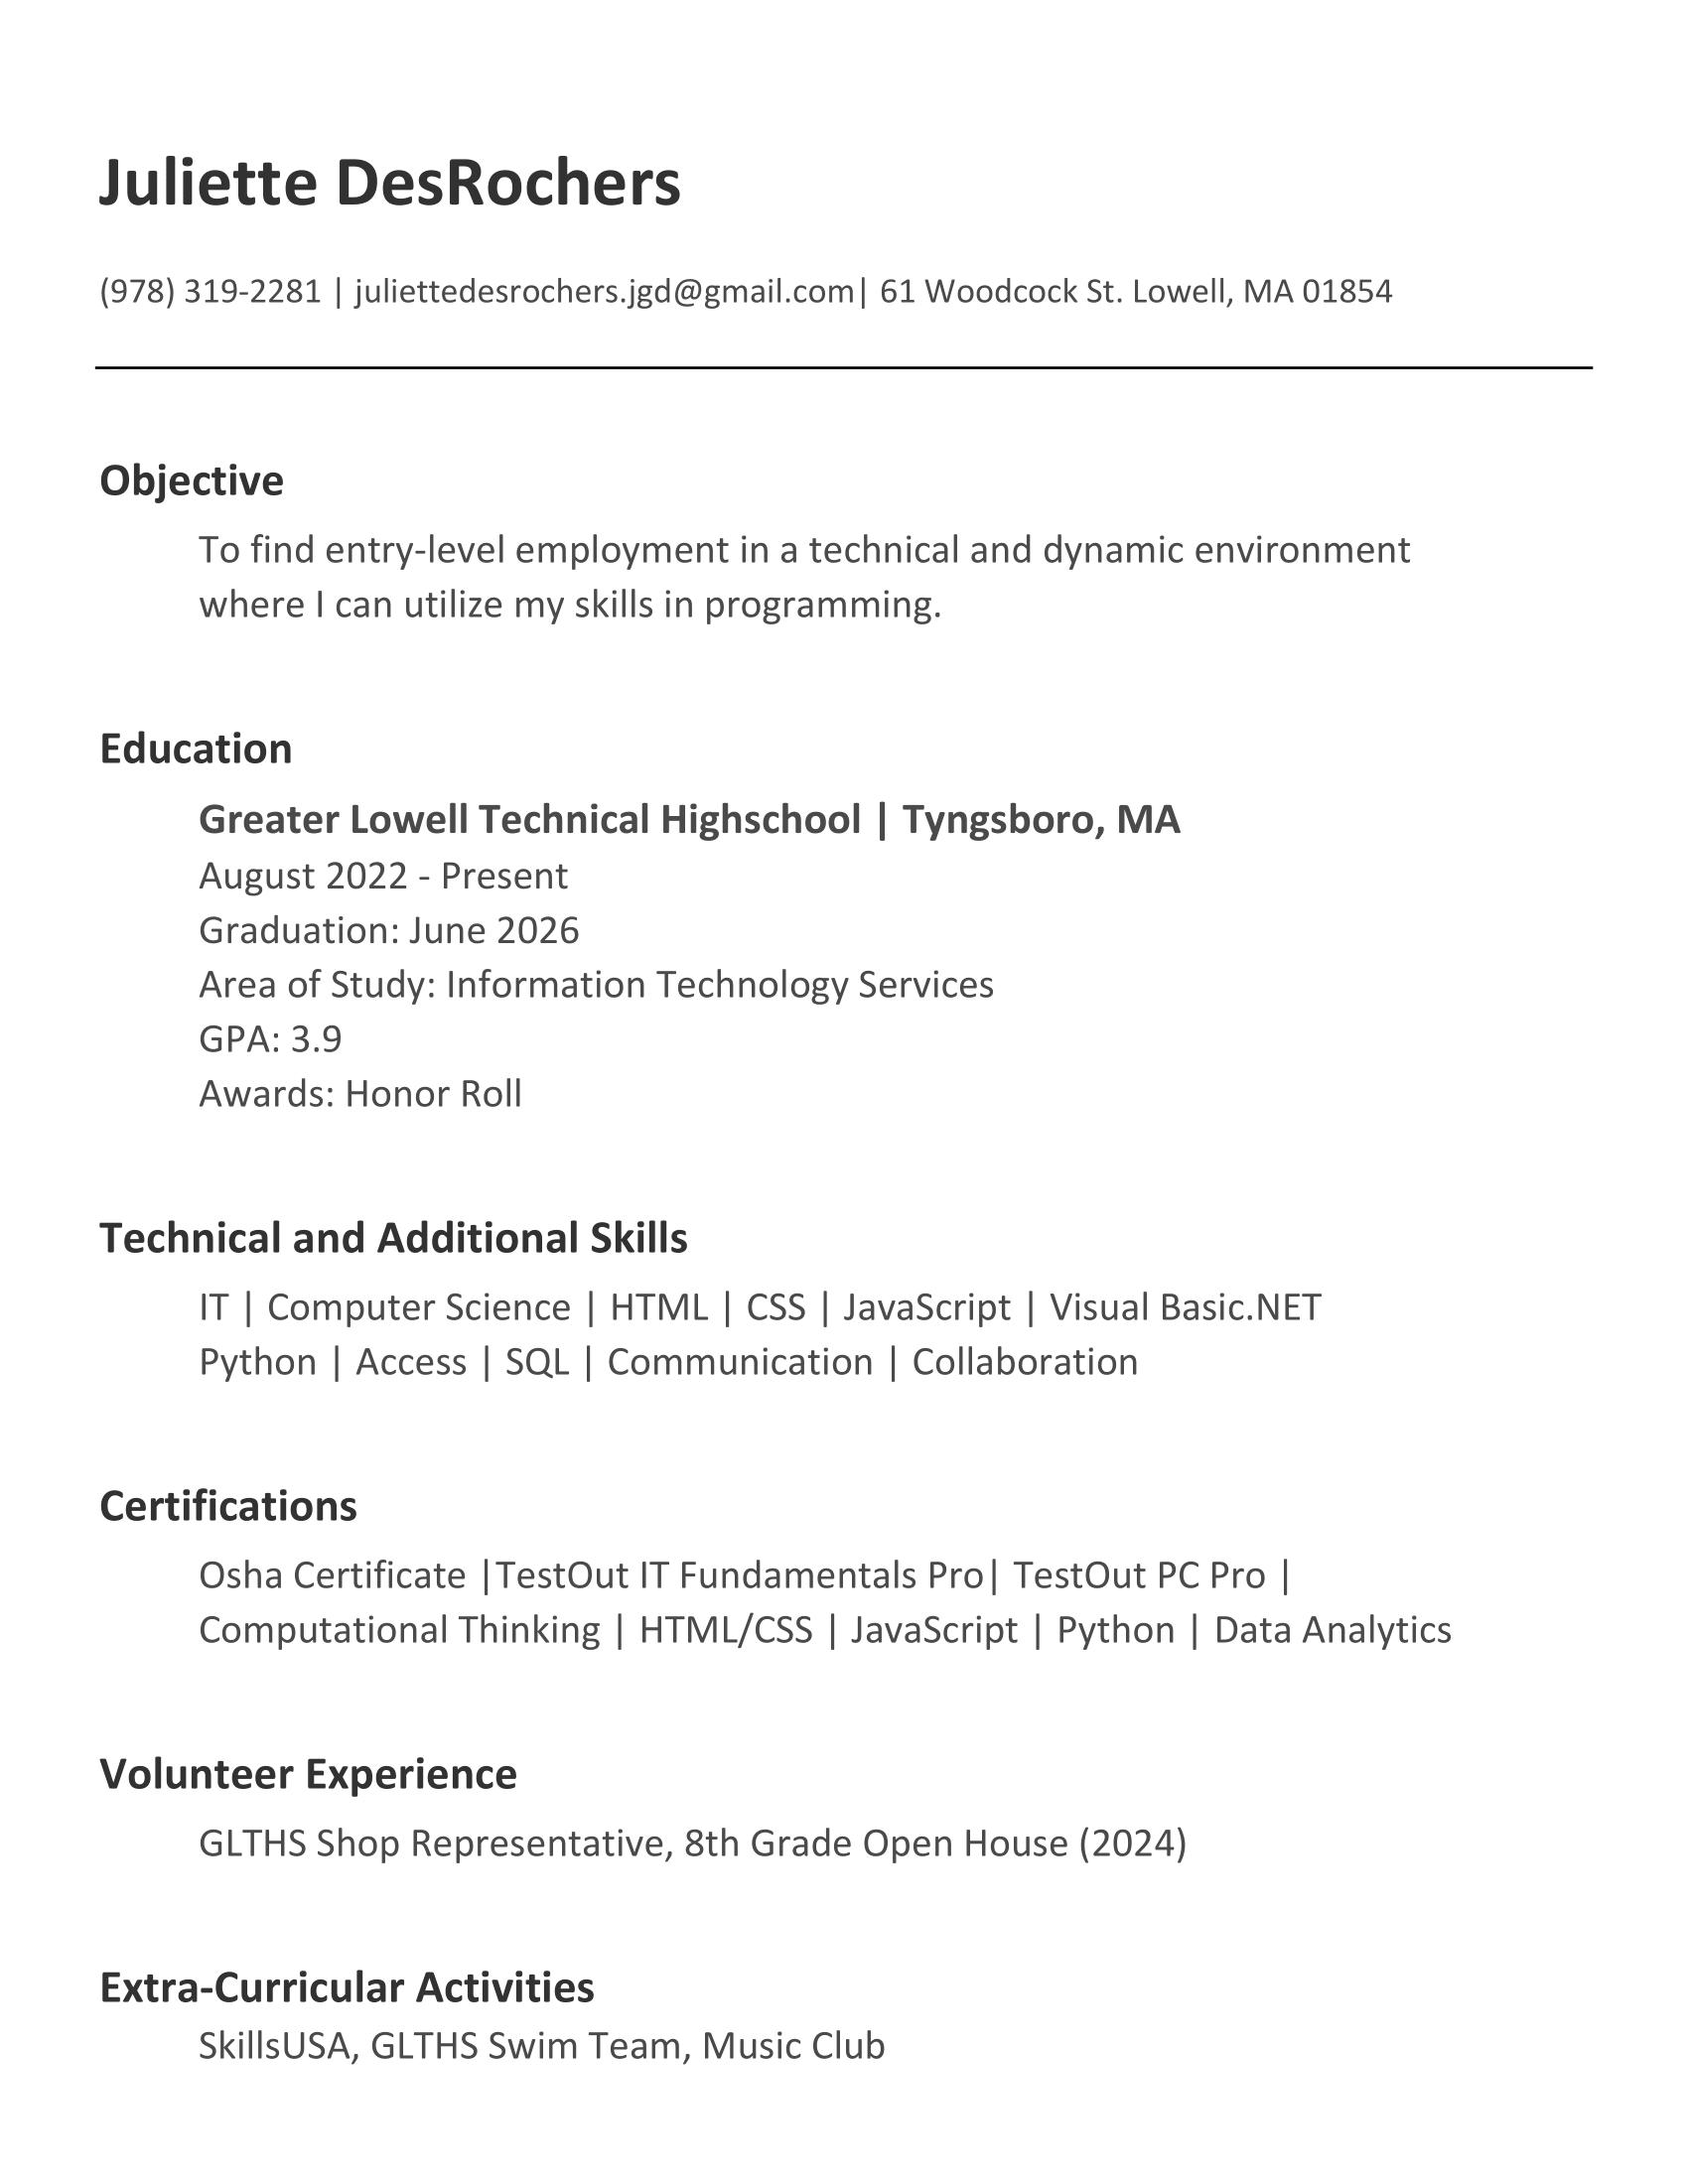 Juliette DesRochers
(978) 319-2281 | juliettedesrochers.jgd@gmail.com| 61 Woodcock St. Lowell, MA 01854
Objective
To find entry-level employment in a technical and dynamic environment
where I can utilize my skills in programming.
Education
Greater Lowell Technical Highschool | Tyngsboro, MA
August 2022 - Present
Graduation: June 2026
Area of Study: Information Technology Services
GPA: 3.9
Awards: Honor Roll
Technical and Additional Skills
IT | Computer Science | HTML | CSS | JavaScript | Visual Basic.NET
Python | Access | SQL | Communication | Collaboration
Certifications
Osha Certificate |TestOut IT Fundamentals Pro| TestOut PC Pro |
Computational Thinking | HTML/CSS | JavaScript | Python | Data Analytics
Volunteer Experience
GLTHS Shop Representative, 8th Grade Open House (2024)
Extra-Curricular Activities
SkillsUSA, GLTHS Swim Team, Music Club